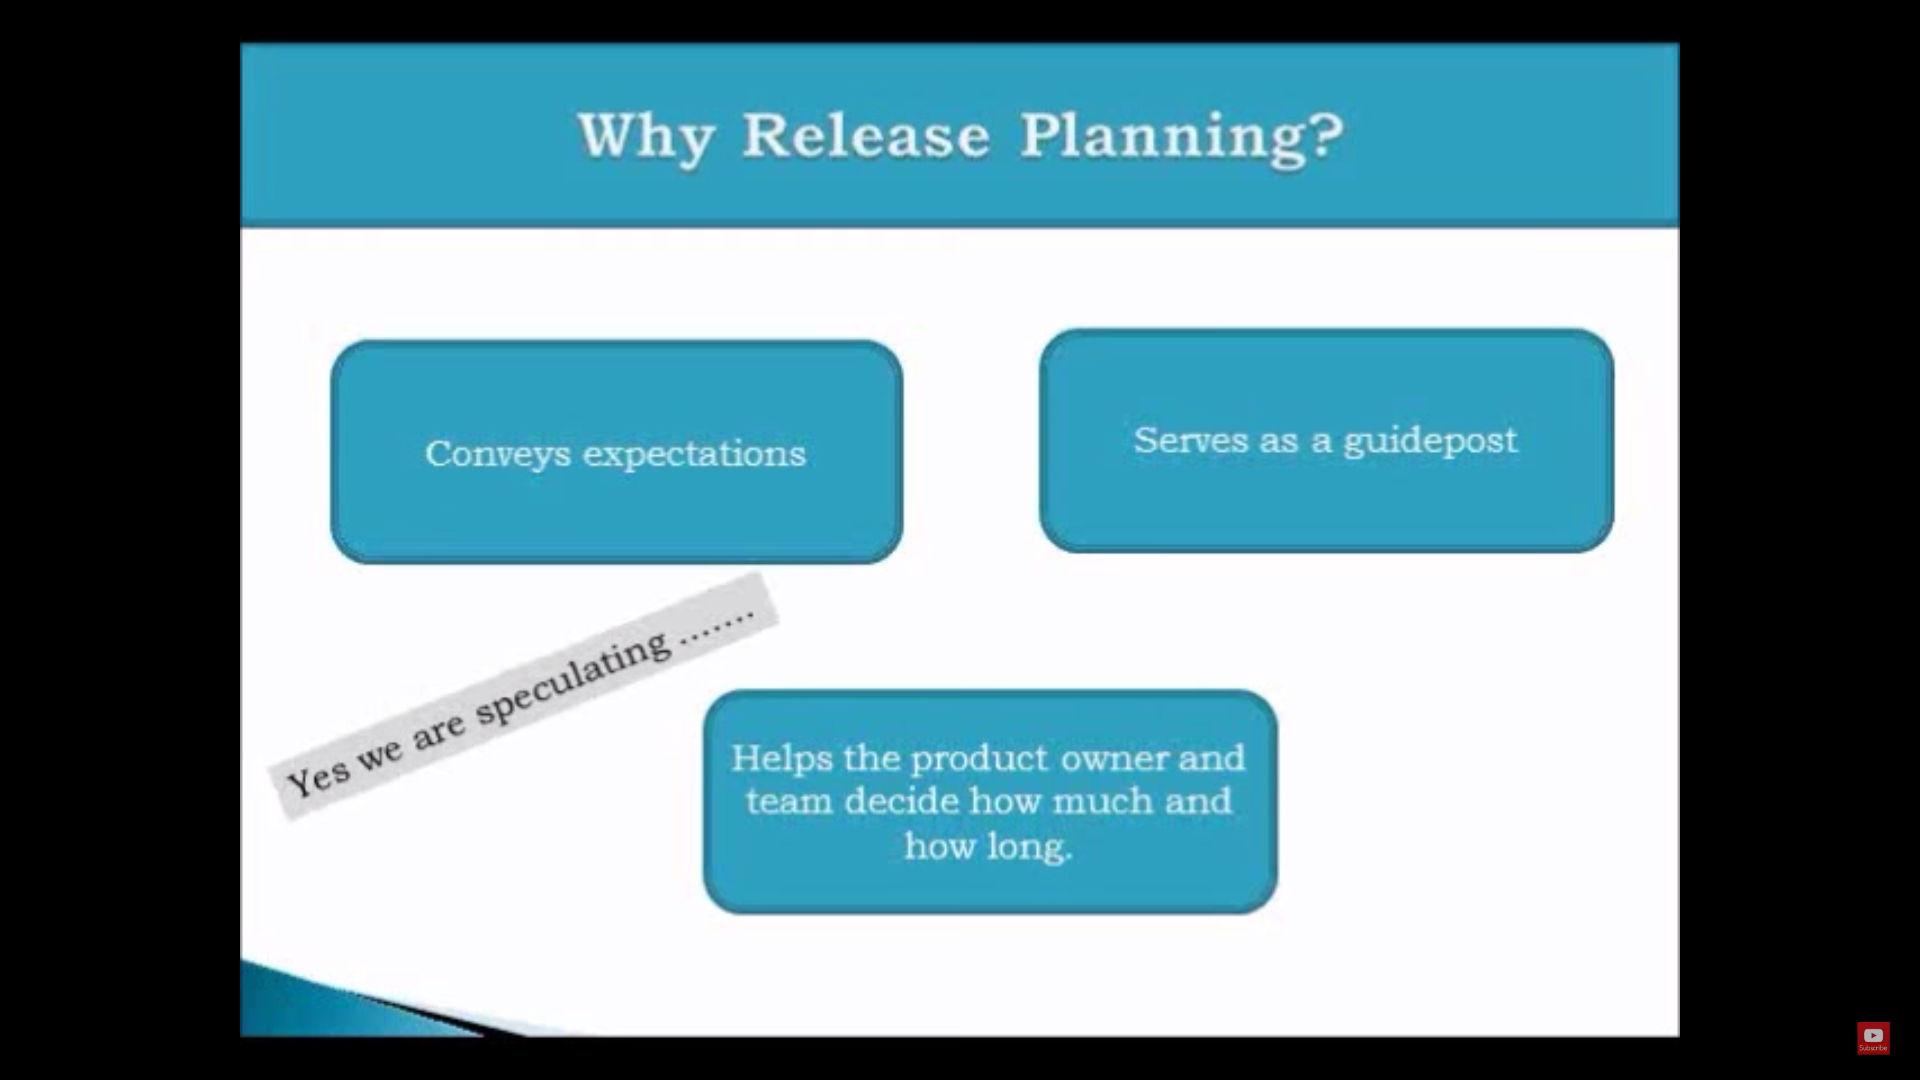 Why Release Planning?
Conveys expectations
Serves as a guidepost
Yes we are speculating .......
Helps the product owner and
team decide how much and
how long.
Subscribe